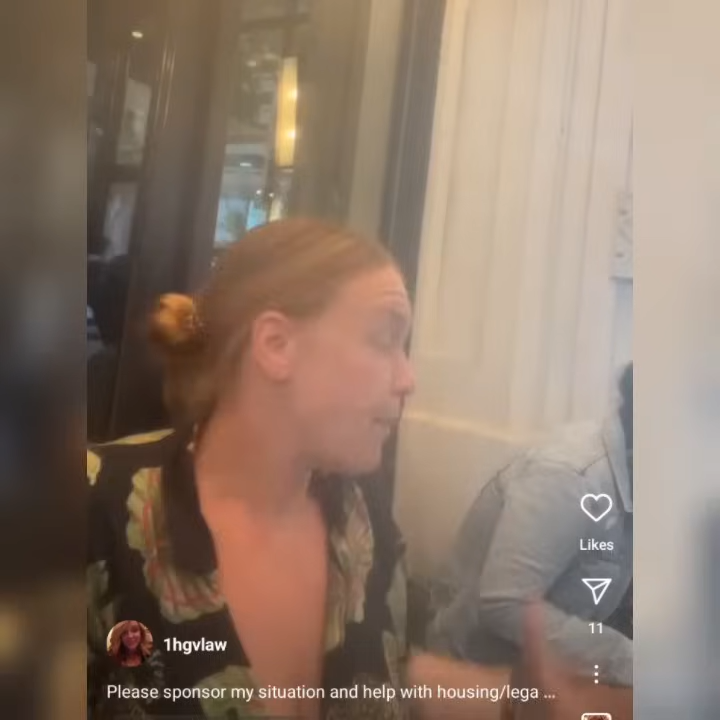 Likes
11
1hgvlaw
Please sponsor my situation and help with housing/lega ...